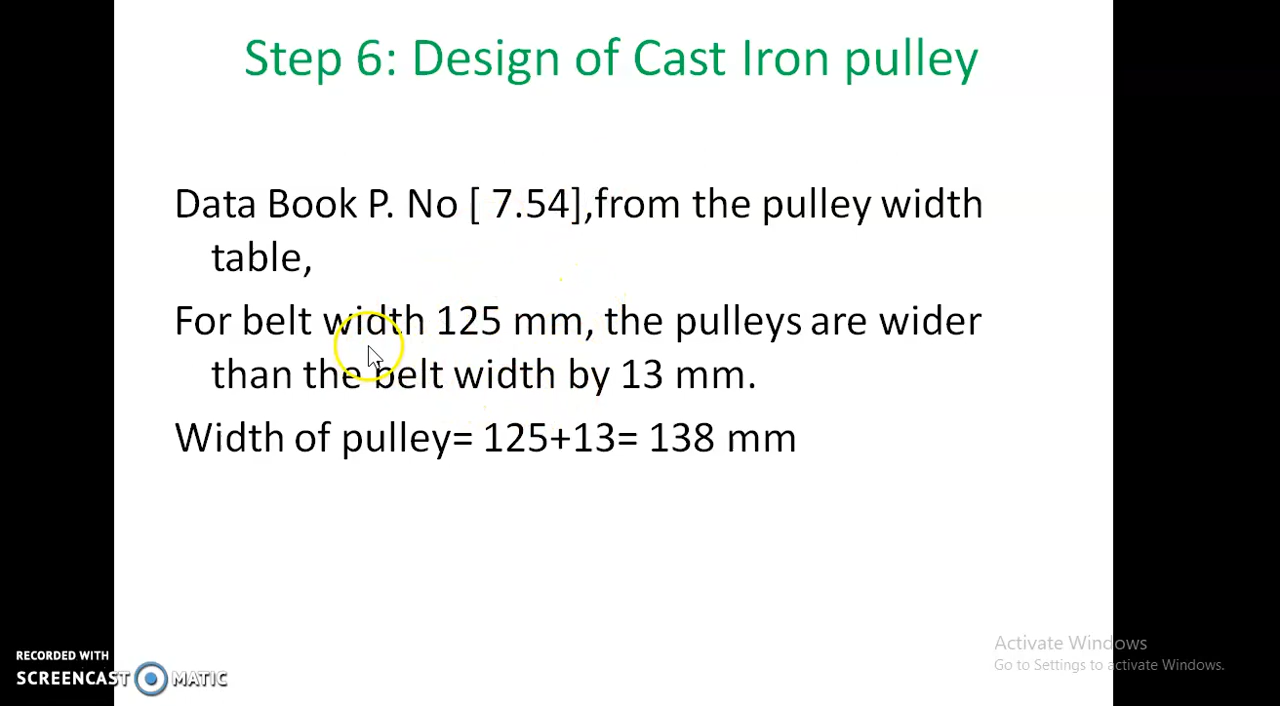 Step 6: Design of Cast Iron pulley
Data Book P. No [ 7.54],from the pulley width
table,
For belt width 125 mm, the pulleys are wider
than the belt width by 13 mm.
Width of pulley= 125+13= 138 mm
Activate Windows
Go to Settings to activate Windows.
RECORDED WITH
SCREENCAST MATIC